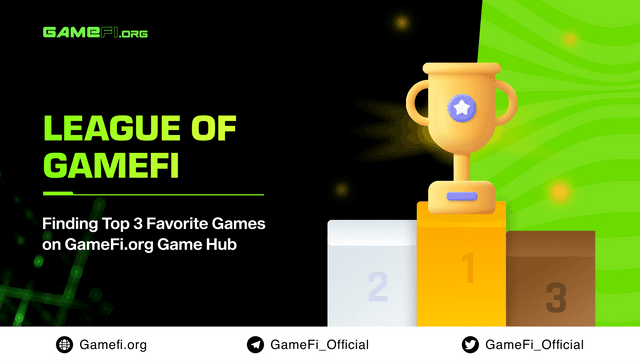 GAMEFI.ORG
LEAGUE OF
GAMEFI
Finding Top 3 Favorite Games
on GameFi.org Game Hub
2
1
3
Gamefi.org
GameFi_Official
GameFi_Official